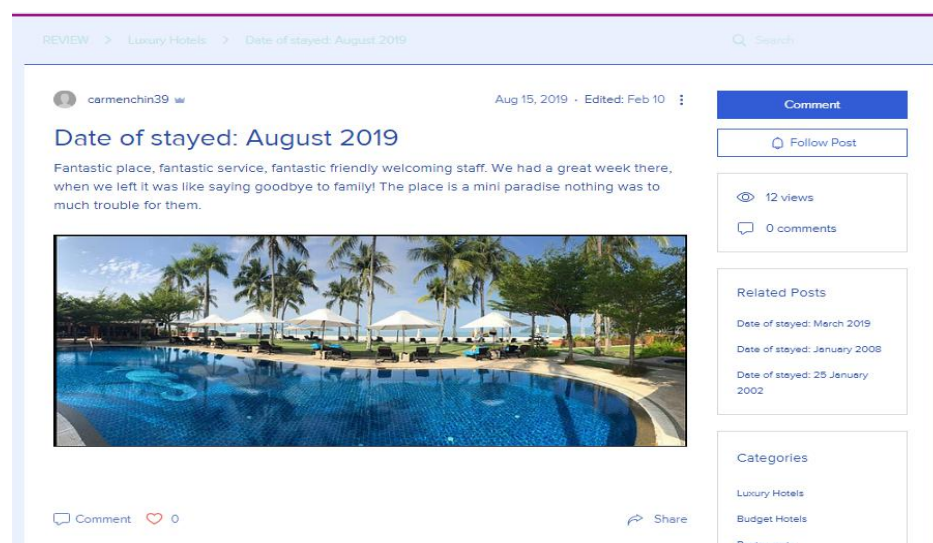 REVIEW > Luxury Hotels > Date of stayed: August 2019
Search
carmenchin39
Aug 15, 2019 · Edited: Feb 10
Date of stayed: August 2019
Fantastic place, fantastic service, fantastic friendly welcoming staff. We had a great week there,
when we left it was like saying goodbye to family! The place is a mini paradise nothing was to
much trouble for them.
Comment
0
Share
Comment
Follow Post
12 views
0 comments
Related Posts
Date of stayed: March 2019
Date of stayed: January 2008
Date of stayed: 25 January
2002
Categories
Luxury Hotels
Budget Hotels